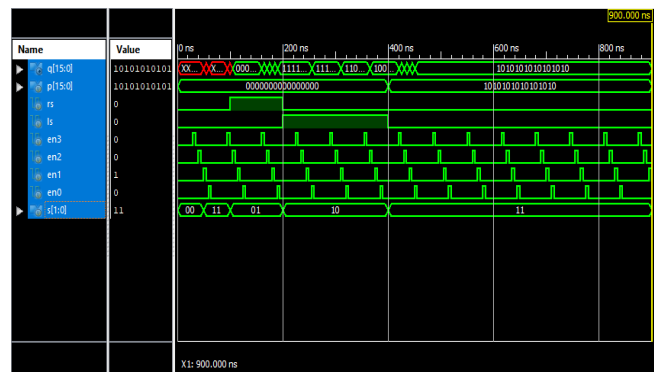 900.000 ns
Name Value 0 ns 200 ns 400 ns 600 ns 800 ns
q[15:0] 10101010101 XX... X... 000... 1111... 111... 110... 100... 1010101010101010
p[15:0] 10101010101 0000000000000000 1010101010101010
rs 0
ls 0
en3 0
en2 0
en1 1
en0 0
s[1:0] 11 00 11 01 10 11
X1: 900.000 ns